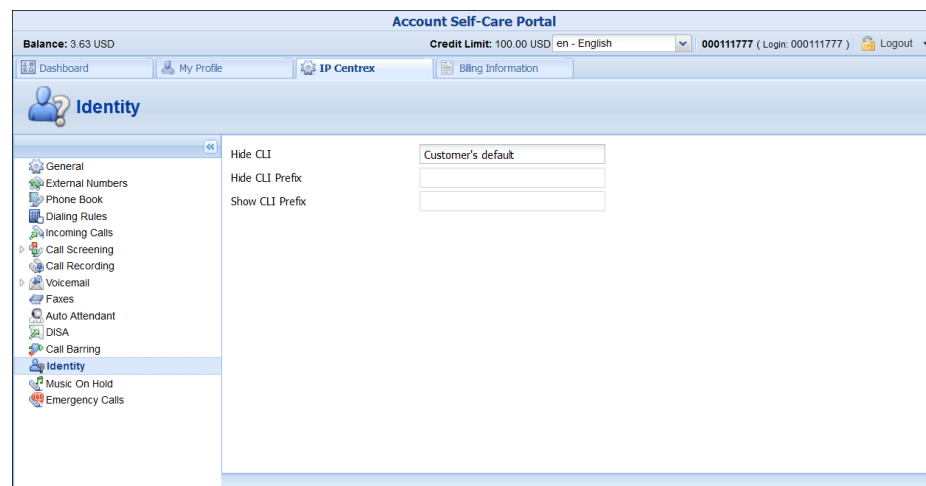 Account Self-Care Portal
Balance: 3.63 USD Credit Limit: 100.00 USD en - English 000111777 ( Login: 000111777 ) Logout
Dashboard My Profile IP Centrex Billing Information
Identity
Hide CLI Customer's default
Hide CLI Prefix
Show CLI Prefix
General
External Numbers
Phone Book
Dialing Rules
Incoming Calls
Call Screening
Call Recording
Voicemail
Faxes
Auto Attendant
DISA
Call Barring
Identity
Music On Hold
Emergency Calls